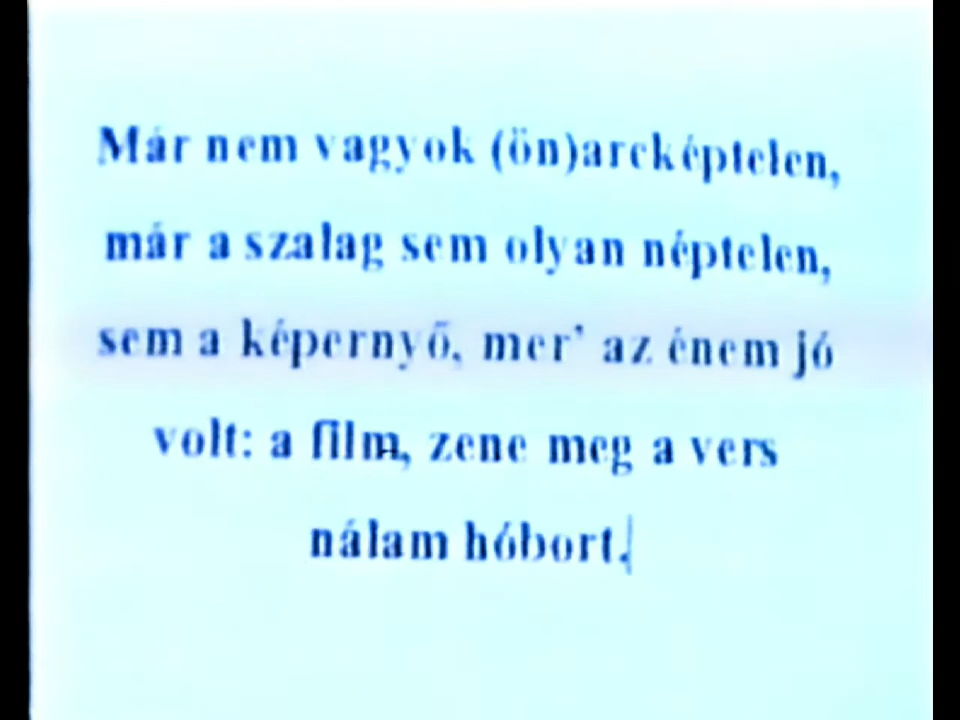 Már nem vagyok (ön)arcképtelen,
már a szalag sem olyan néptelen,
sem a képernyő, mer' az énem jó
volt: a film, zene meg a vers
nálam hóbort.